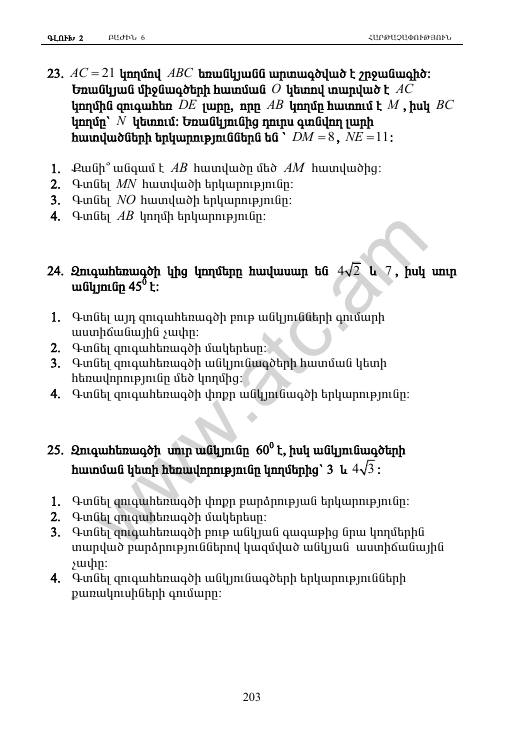 ԳԼՈՒԽ 2 ԲԱԺԻՆ 6 ՀԱՐԹԱՉԱՓՈՒԹՅՈՒՆ
23. AC = 21 կողմով ABC եռանկյանն արտագծված է շրջանագիծ:
Եռանկյան միջնագծերի հատման O կետով տարված է AC
կողմին զուգահեռ DE լարը, որը AB կողմը հատում է M, իսկ BC
կողմը՝ N կետում: Եռանկյունից դուրս գտնվող լարի
հատվածների երկարություններն են ՝ DM = 8, NE = 11:
1. Քանի՞ անգամ է AB հատվածը մեծ AM հատվածից:
2. Գտնել MN հատվածի երկարությունը:
3. Գտնել NO հատվածի երկարությունը:
4. Գտնել AB կողմի երկարությունը:
24. Զուգահեռագծի կից կողմերը հավասար են 4√2 և 7, իսկ սուր
անկյունը 45⁰ է:
1. Գտնել այդ զուգահեռագծի բութ անկյունների գումարի
աստիճանային չափը:
2. Գտնել զուգահեռագծի մակերեսը:
3. Գտնել զուգահեռագծի անկյունագծերի հատման կետի
հեռավորությունը մեծ կողմից:
4. Գտնել զուգահեռագծի փոքր անկյունագծի երկարությունը:
25. Զուգահեռագծի սուր անկյունը 60⁰ է, իսկ անկյունագծերի
հատման կետի հեռավորությունը կողմերից՝ 3 և 4√3:
1. Գտնել զուգահեռագծի փոքր բարձրության երկարությունը:
2. Գտնել զուգահեռագծի մակերեսը:
3. Գտնել զուգահեռագծի բութ անկյան գագաթից նրա կողմերին
տարված բարձրություններով կազմված անկյան աստիճանային
չափը:
4. Գտնել զուգահեռագծի անկյունագծերի երկարությունների
քառակուսիների գումարը:
203
www.atc.am